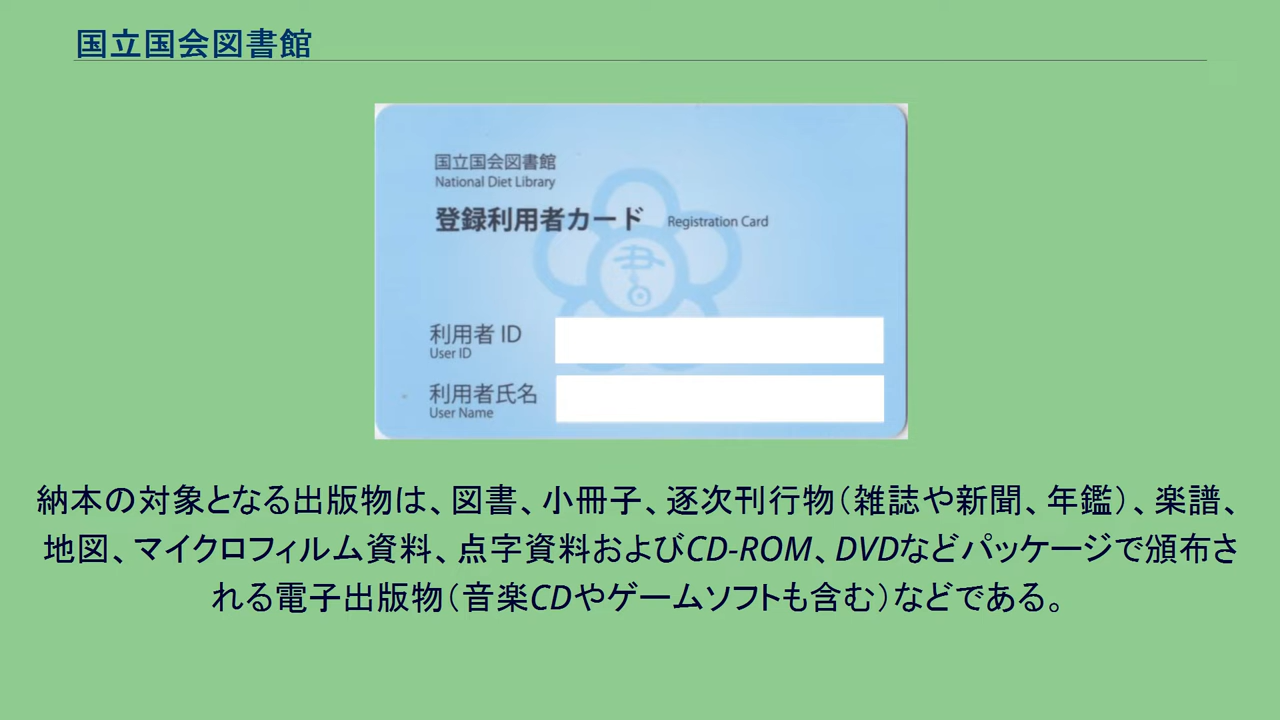 国立国会図書館
国立国会図書館
National Diet Library
登録利用者カード Registration Card
利用者 ID
User ID
利用者氏名
User Name
納本の対象となる出版物は、図書、小冊子、逐次刊行物（雑誌や新聞、年鑑）、楽譜、
地図、マイクロフィルム資料、点字資料およびCD-ROM、DVDなどパッケージで頒布さ
れる電子出版物（音楽CDやゲームソフトも含む）などである。